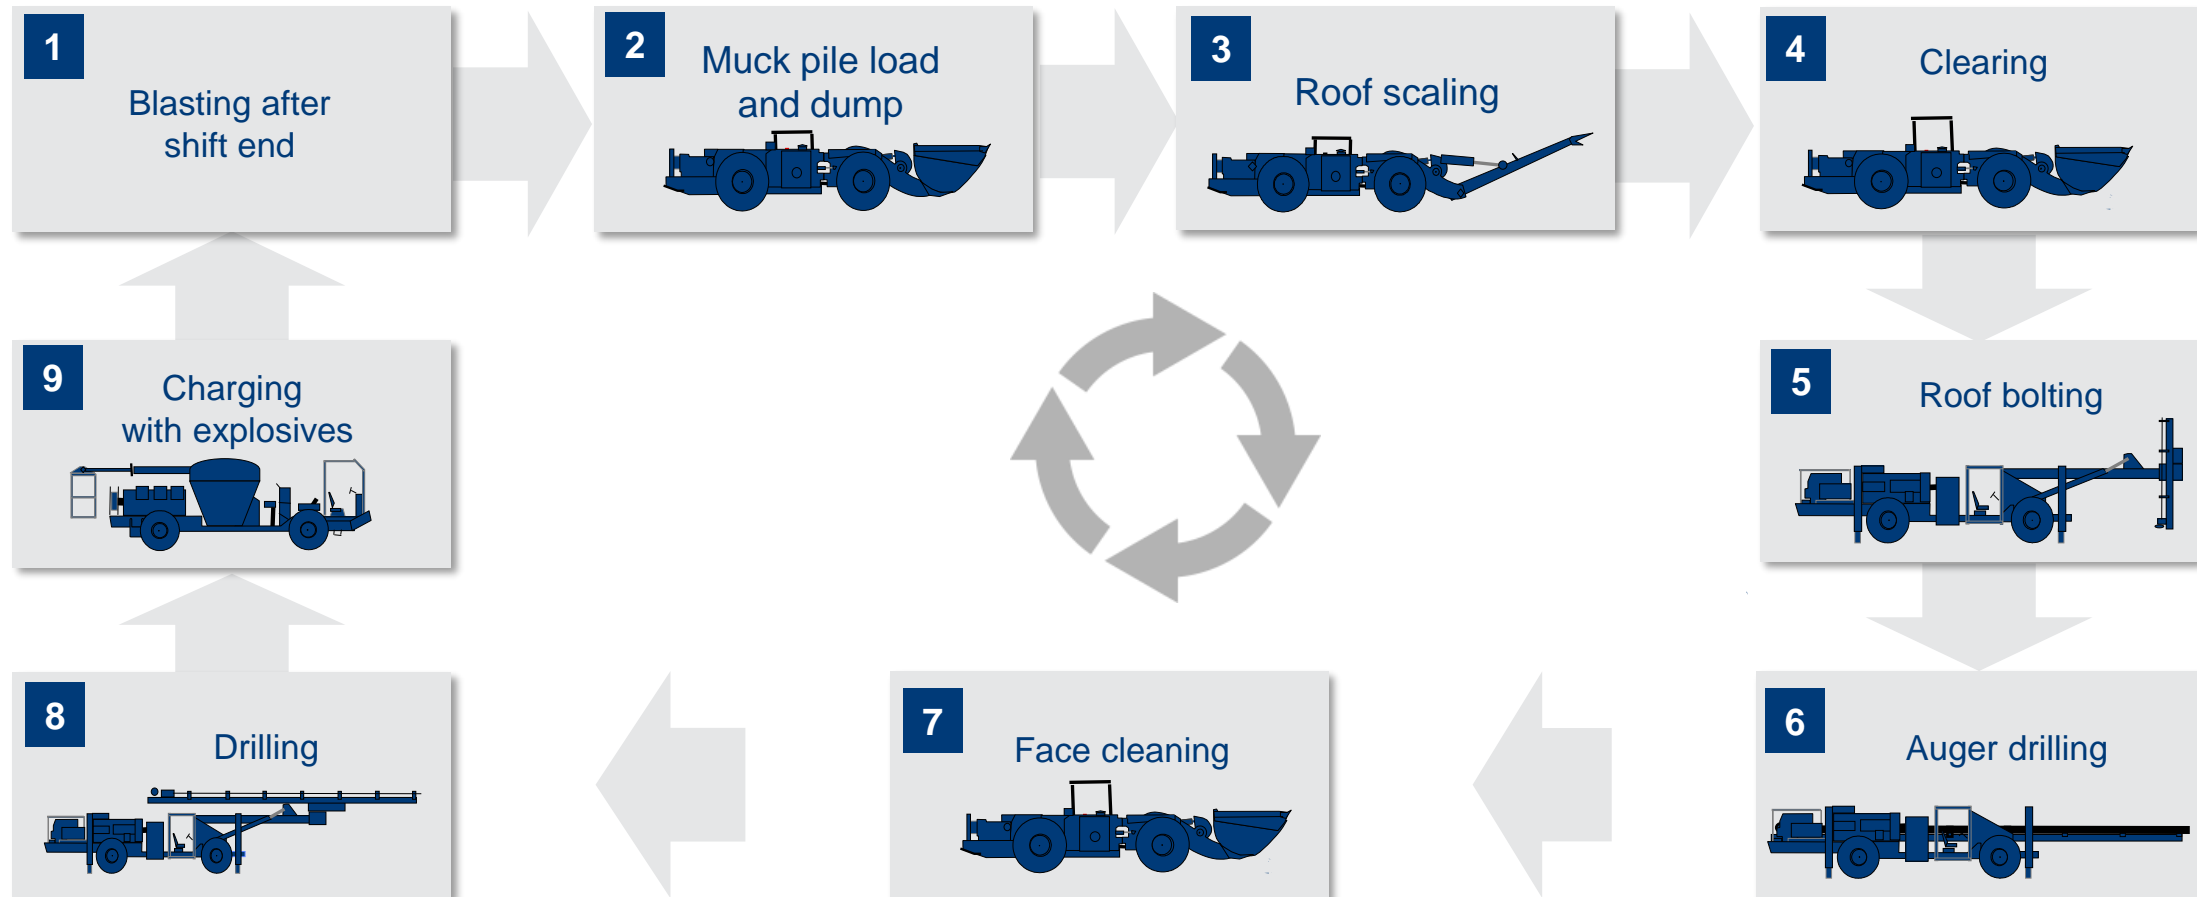 1
Blasting after
shift end
2
Muck pile load
and dump
3
Roof scaling
4
Clearing
5
Roof bolting
6
Auger drilling
7
Face cleaning
8
Drilling
9
Charging
with explosives